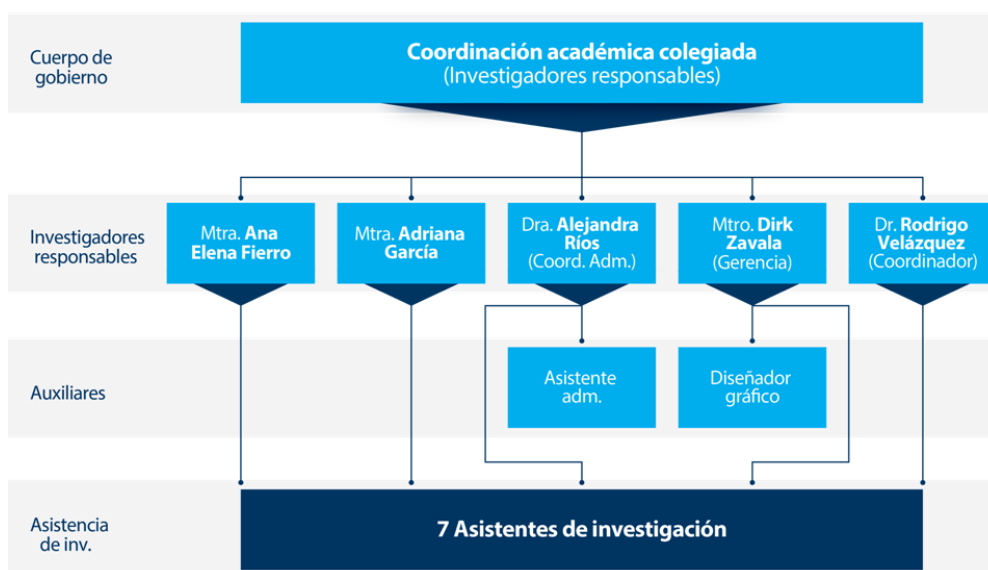 Cuerpo de
gobierno
Coordinación académica colegiada
(Investigadores responsables)
Investigadores
responsables
Mtra. Ana
Elena Fierro
Mtra. Adriana
García
Dra. Alejandra
Ríos
(Coord. Adm.)
Mtro. Dirk
Zavala
(Gerencia)
Dr. Rodrigo
Velázquez
(Coordinador)
Auxiliares
Asistente
adm.
Diseñador
gráfico
Asistencia
de inv.
7 Asistentes de investigación